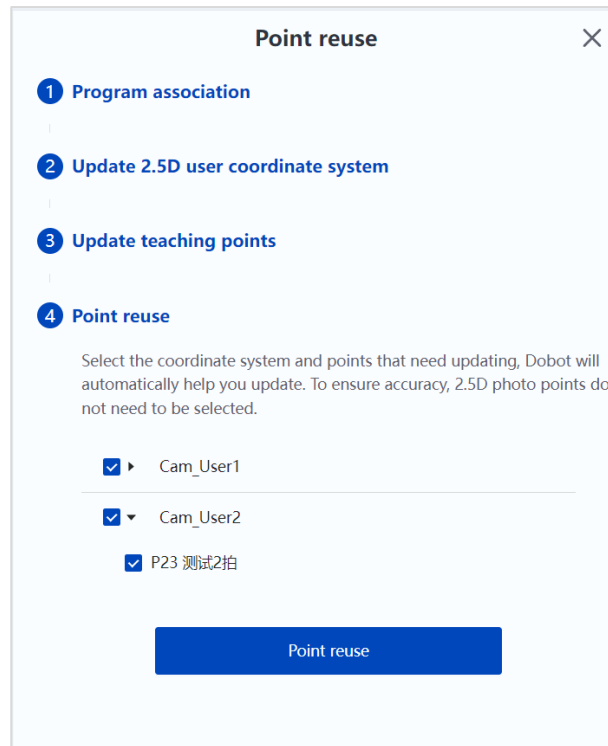 Point reuse
1 Program association
2 Update 2.5D user coordinate system
3 Update teaching points
4 Point reuse
Select the coordinate system and points that need updating, Dobot will
automatically help you update. To ensure accuracy, 2.5D photo points do
not need to be selected.
Cam_User1
Cam_User2
P23 测试2拍
Point reuse